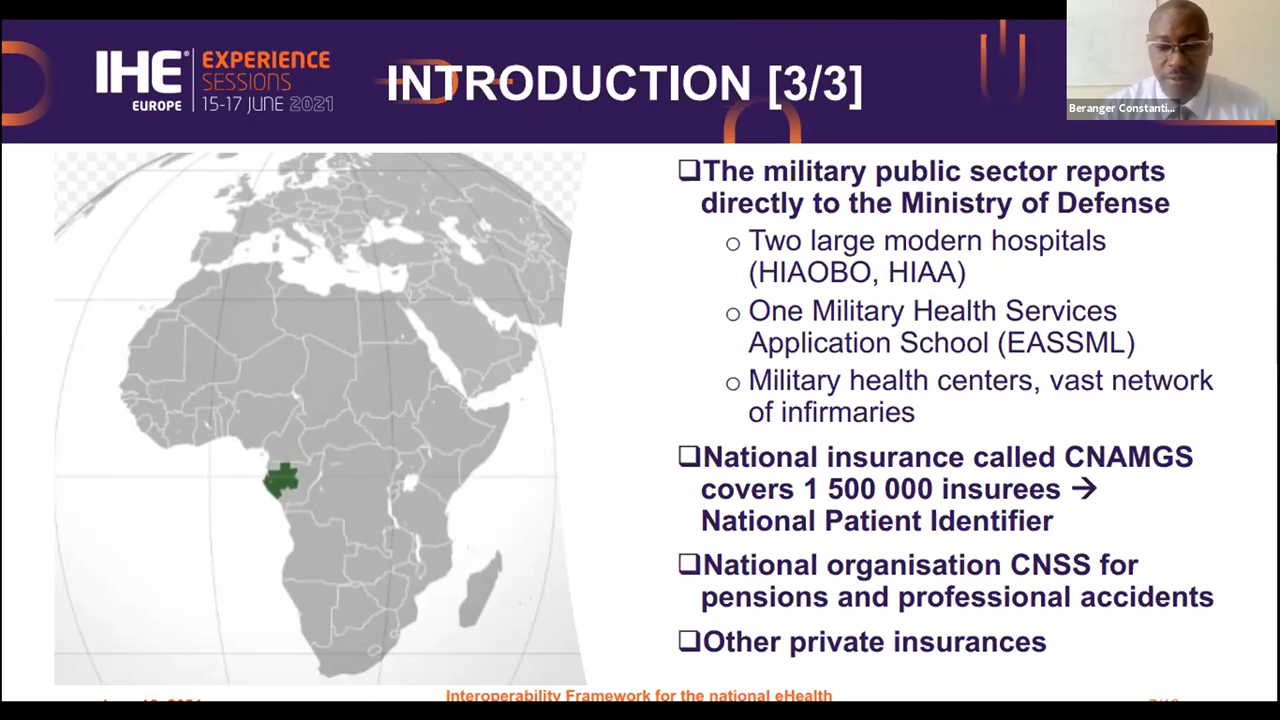 IHE
EUROPE
EXPERIENCE
SESSIONS
15-17 JUNE 2021
INTRODUCTION [3/3]
Beranger Constanti...
The military public sector reports
directly to the Ministry of Defense
o Two large modern hospitals
(HIAOBO, HIAA)
o One Military Health Services
Application School (EASSML)
o Military health centers, vast network
of infirmaries
National insurance called CNAMGS
covers 1 500 000 insurees →
National Patient Identifier
National organisation CNSS for
pensions and professional accidents
Other private insurances
Interoperability Framework for the national eHealth